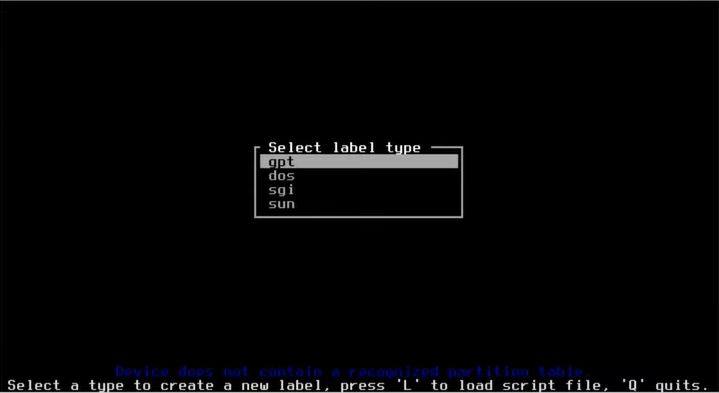 Select label type
gpt
dos
sgi
sun
Device does not contain a recognized partition table.
Select a type to create a new label, press 'L' to load script file, 'Q' quits.